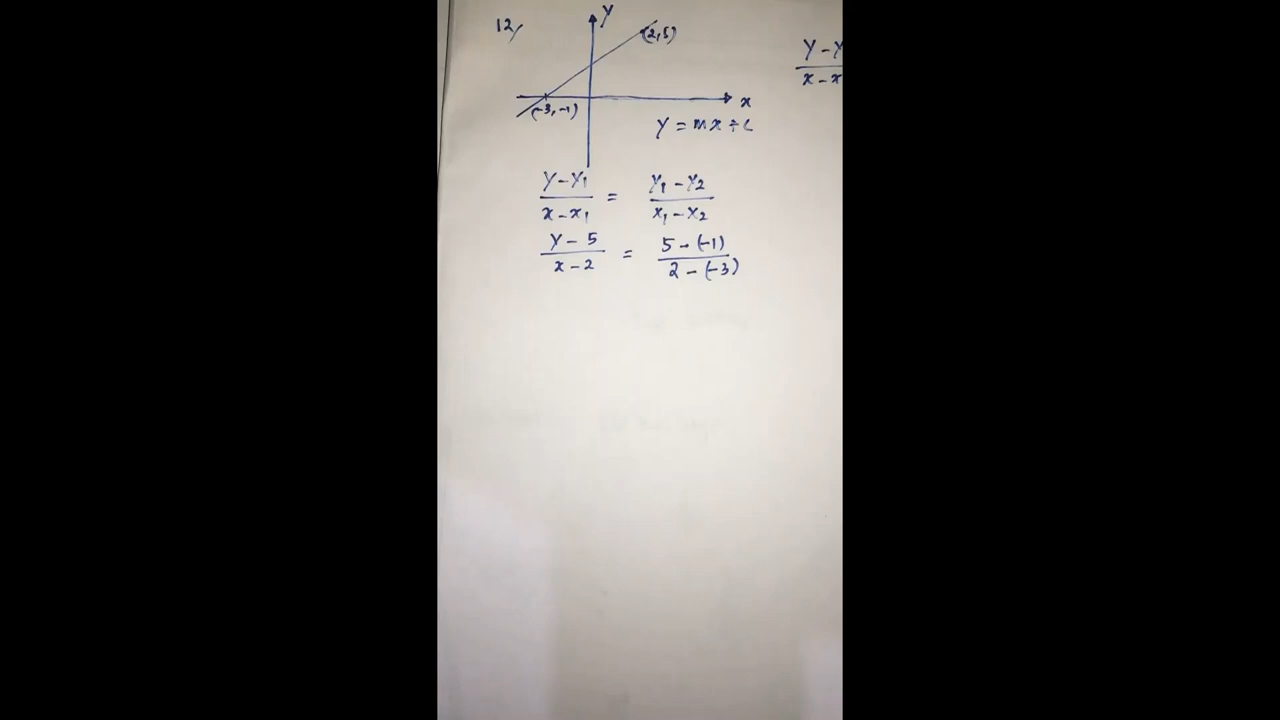 12,
y
(2,5)
y-y
x-x
(-3,-1)
x
y = mx + c
y-y₁ / x-x₁ = y₁-y₂ / x₁-x₂
y-5 / x-2 = 5-(-1) / 2-(-3)